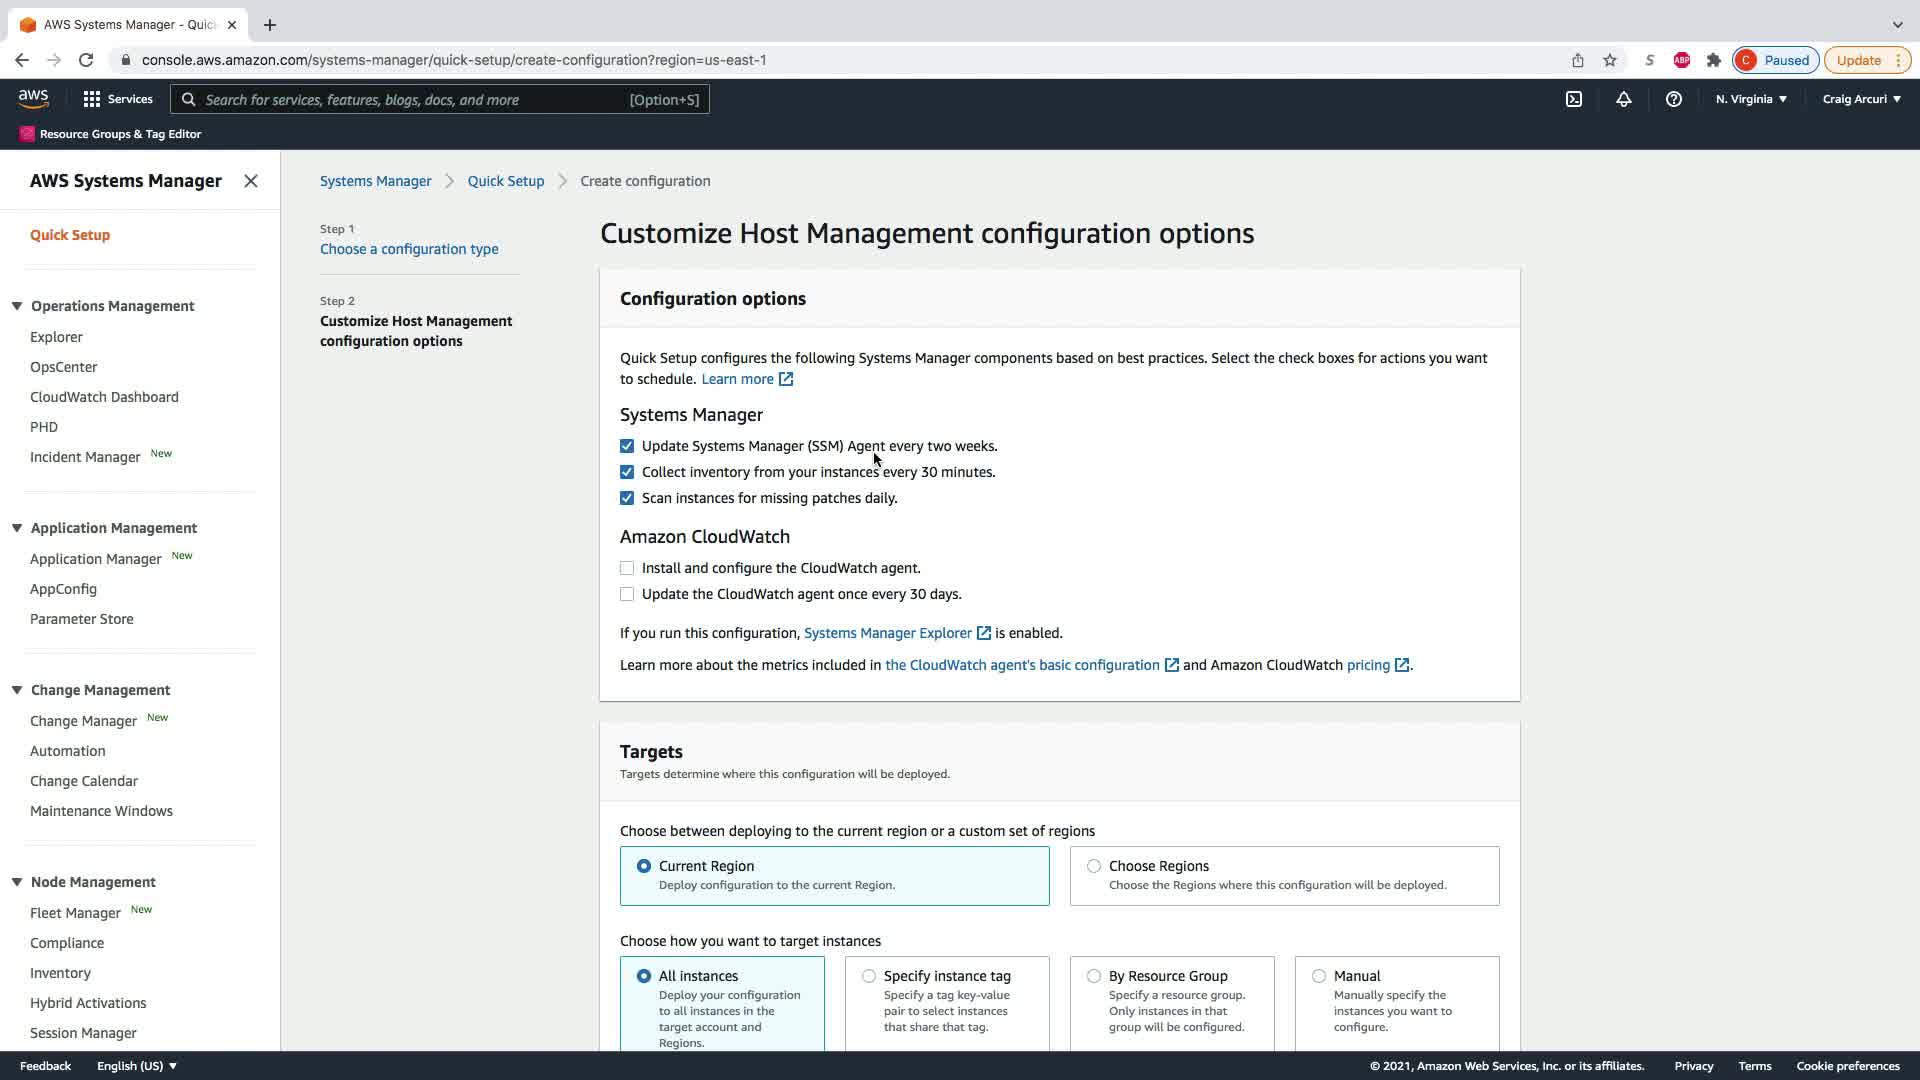 AWS Systems Manager - Quic
console.aws.amazon.com/systems-manager/quick-setup/create-configuration?region=us-east-1
S
ABP
C
Paused
Update
aws
Services
Search for services, features, blogs, docs, and more
[Option+S]
N. Virginia
Craig Arcuri
Resource Groups & Tag Editor
AWS Systems Manager
Quick Setup
Operations Management
Explorer
OpsCenter
CloudWatch Dashboard
PHD
Incident Manager New
Application Management
Application Manager New
AppConfig
Parameter Store
Change Management
Change Manager New
Automation
Change Calendar
Maintenance Windows
Node Management
Fleet Manager New
Compliance
Inventory
Hybrid Activations
Session Manager
Systems Manager
Quick Setup
Create configuration
Step 1
Choose a configuration type
Step 2
Customize Host Management
configuration options
Customize Host Management configuration options
Configuration options
Quick Setup configures the following Systems Manager components based on best practices. Select the check boxes for actions you want
to schedule. Learn more
Systems Manager
Update Systems Manager (SSM) Agent every two weeks.
Collect inventory from your instances every 30 minutes.
Scan instances for missing patches daily.
Amazon CloudWatch
Install and configure the CloudWatch agent.
Update the CloudWatch agent once every 30 days.
If you run this configuration, Systems Manager Explorer is enabled.
Learn more about the metrics included in the CloudWatch agent's basic configuration and Amazon CloudWatch pricing.
Targets
Targets determine where this configuration will be deployed.
Choose between deploying to the current region or a custom set of regions
Current Region
Deploy configuration to the current Region.
Choose Regions
Choose the Regions where this configuration will be deployed.
Choose how you want to target instances
All instances
Deploy your configuration
to all instances in the
target account and
Regions.
Specify instance tag
Specify a tag key-value
pair to select instances
that share that tag.
By Resource Group
Specify a resource group.
Only instances in that
group will be configured.
Manual
Manually specify the
instances you want to
configure.
Feedback
English (US)
© 2021, Amazon Web Services, Inc. or its affiliates.
Privacy
Terms
Cookie preferences